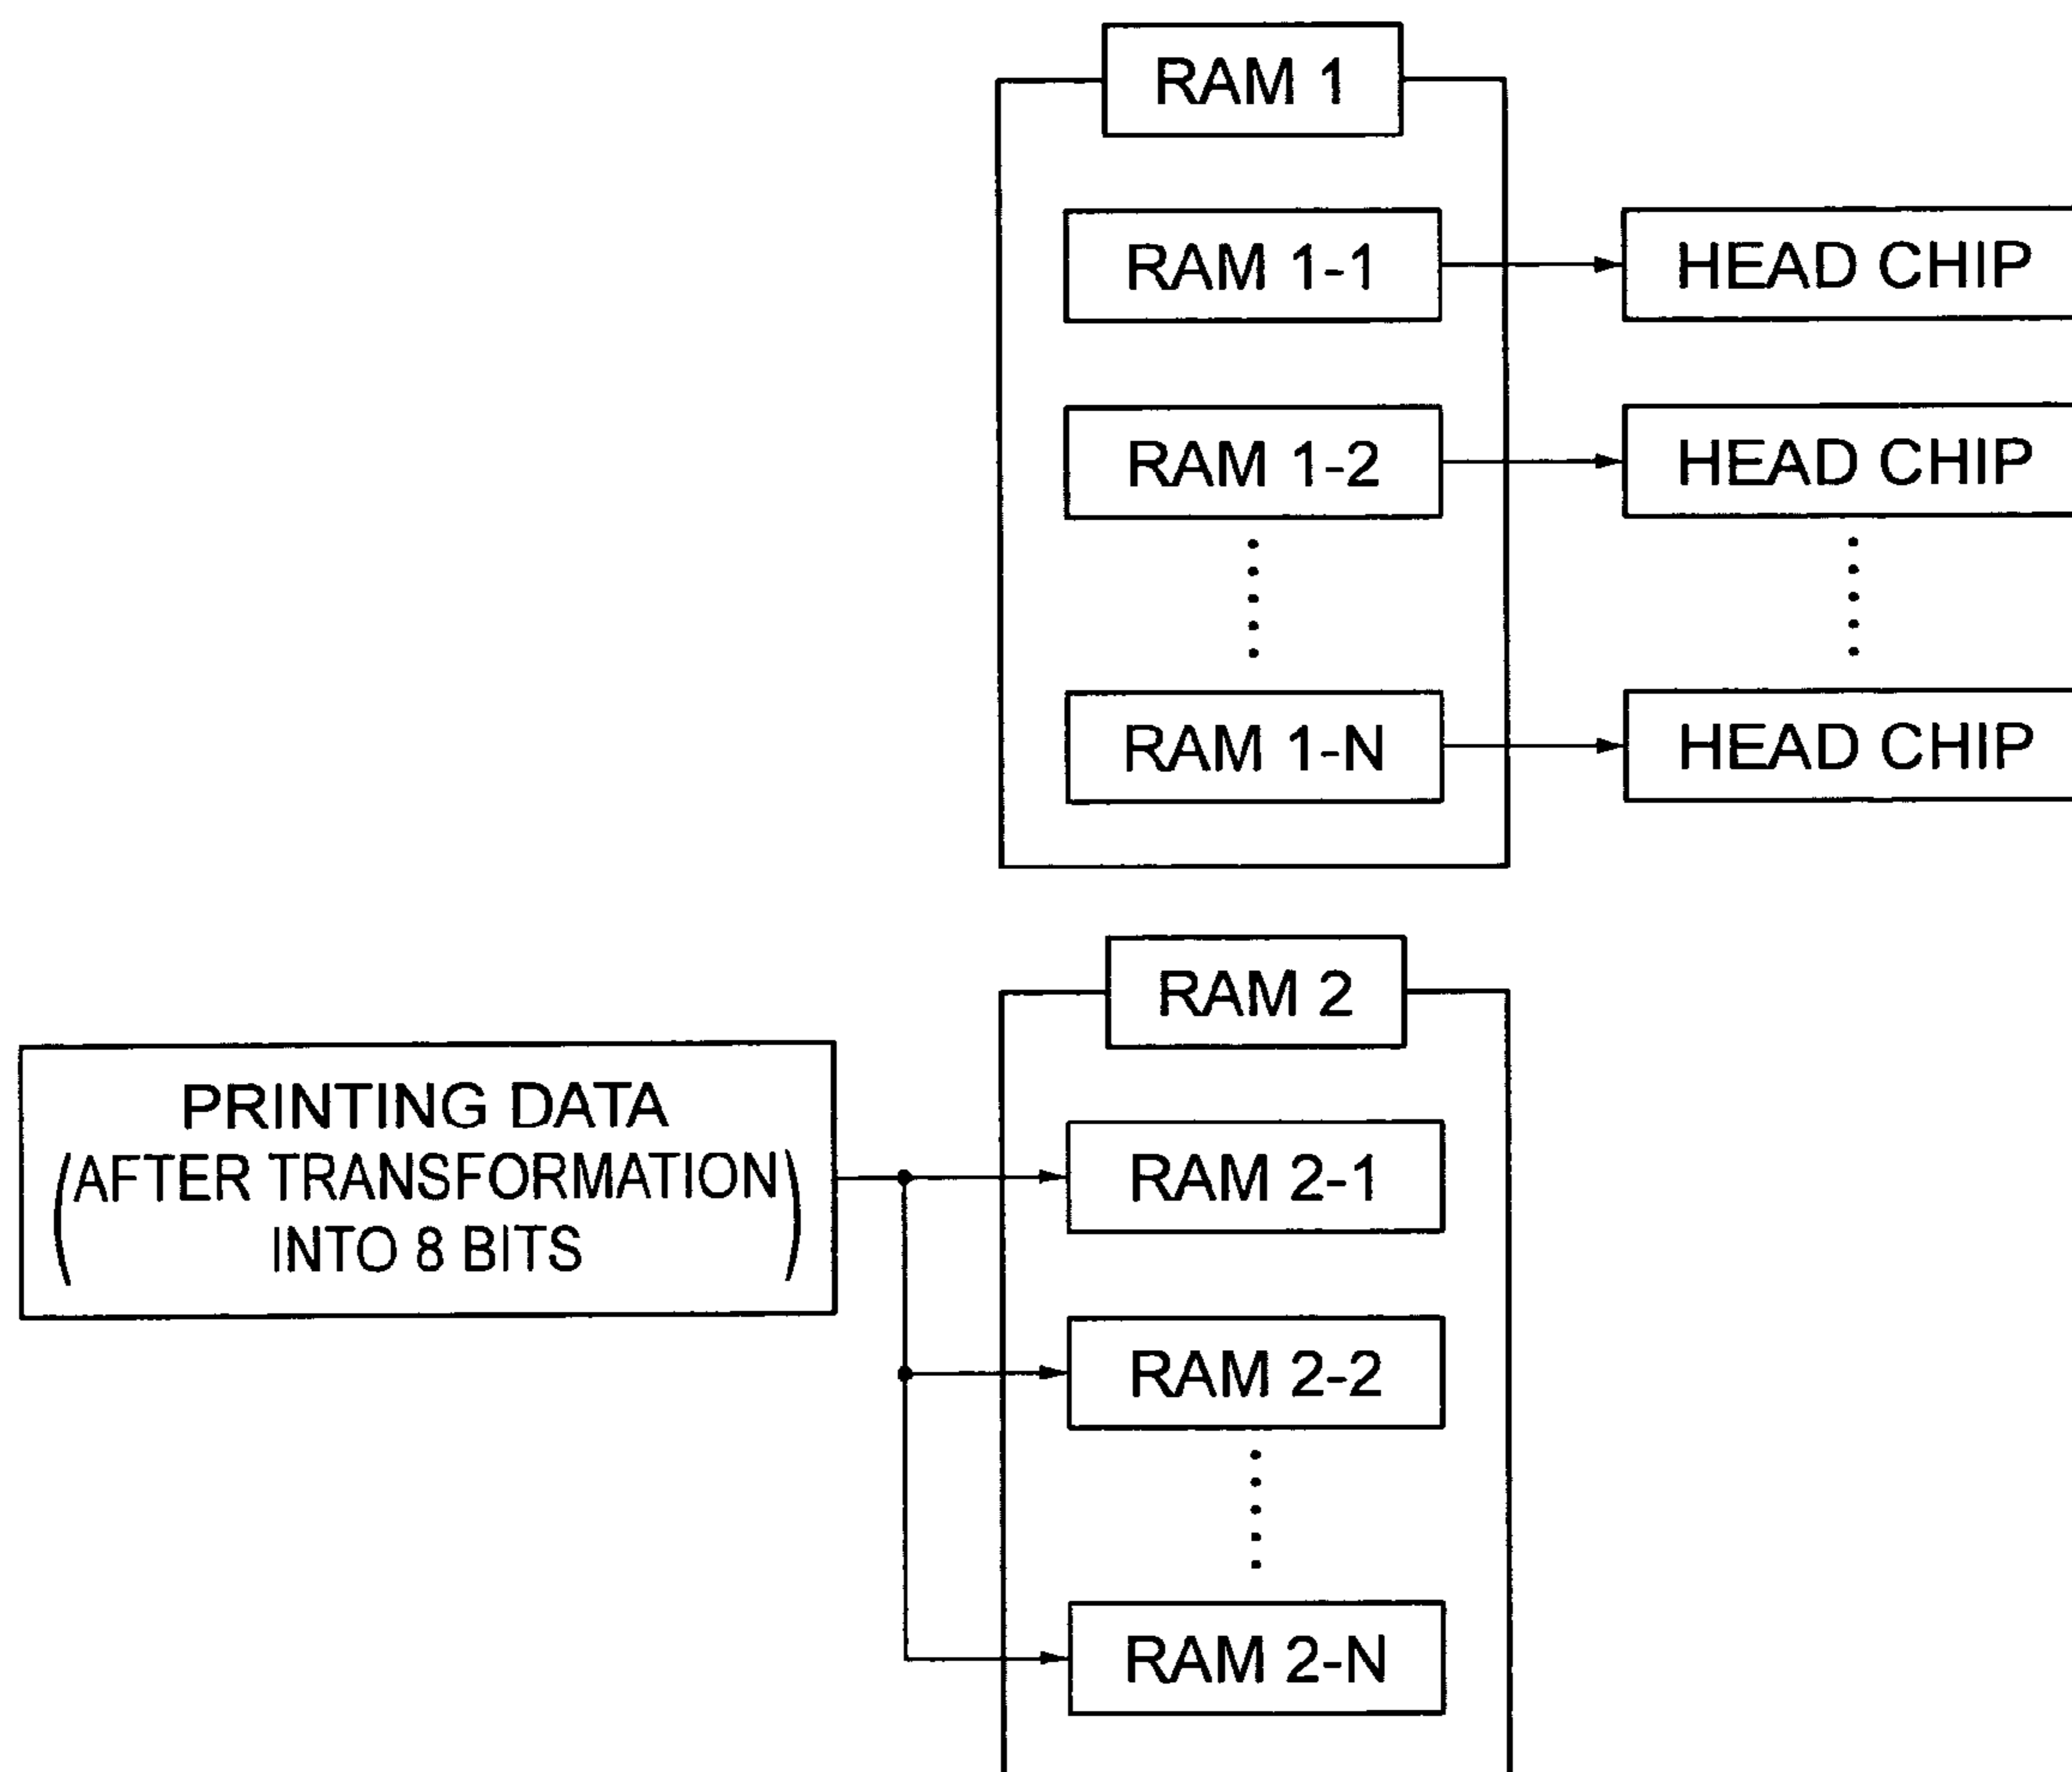 RAM 1
RAM 1-1
HEAD CHIP
RAM 1-2
HEAD CHIP
RAM 1-N
HEAD CHIP
RAM 2
PRINTING DATA
(AFTER TRANSFORMATION
INTO 8 BITS)
RAM 2-1
RAM 2-2
RAM 2-N